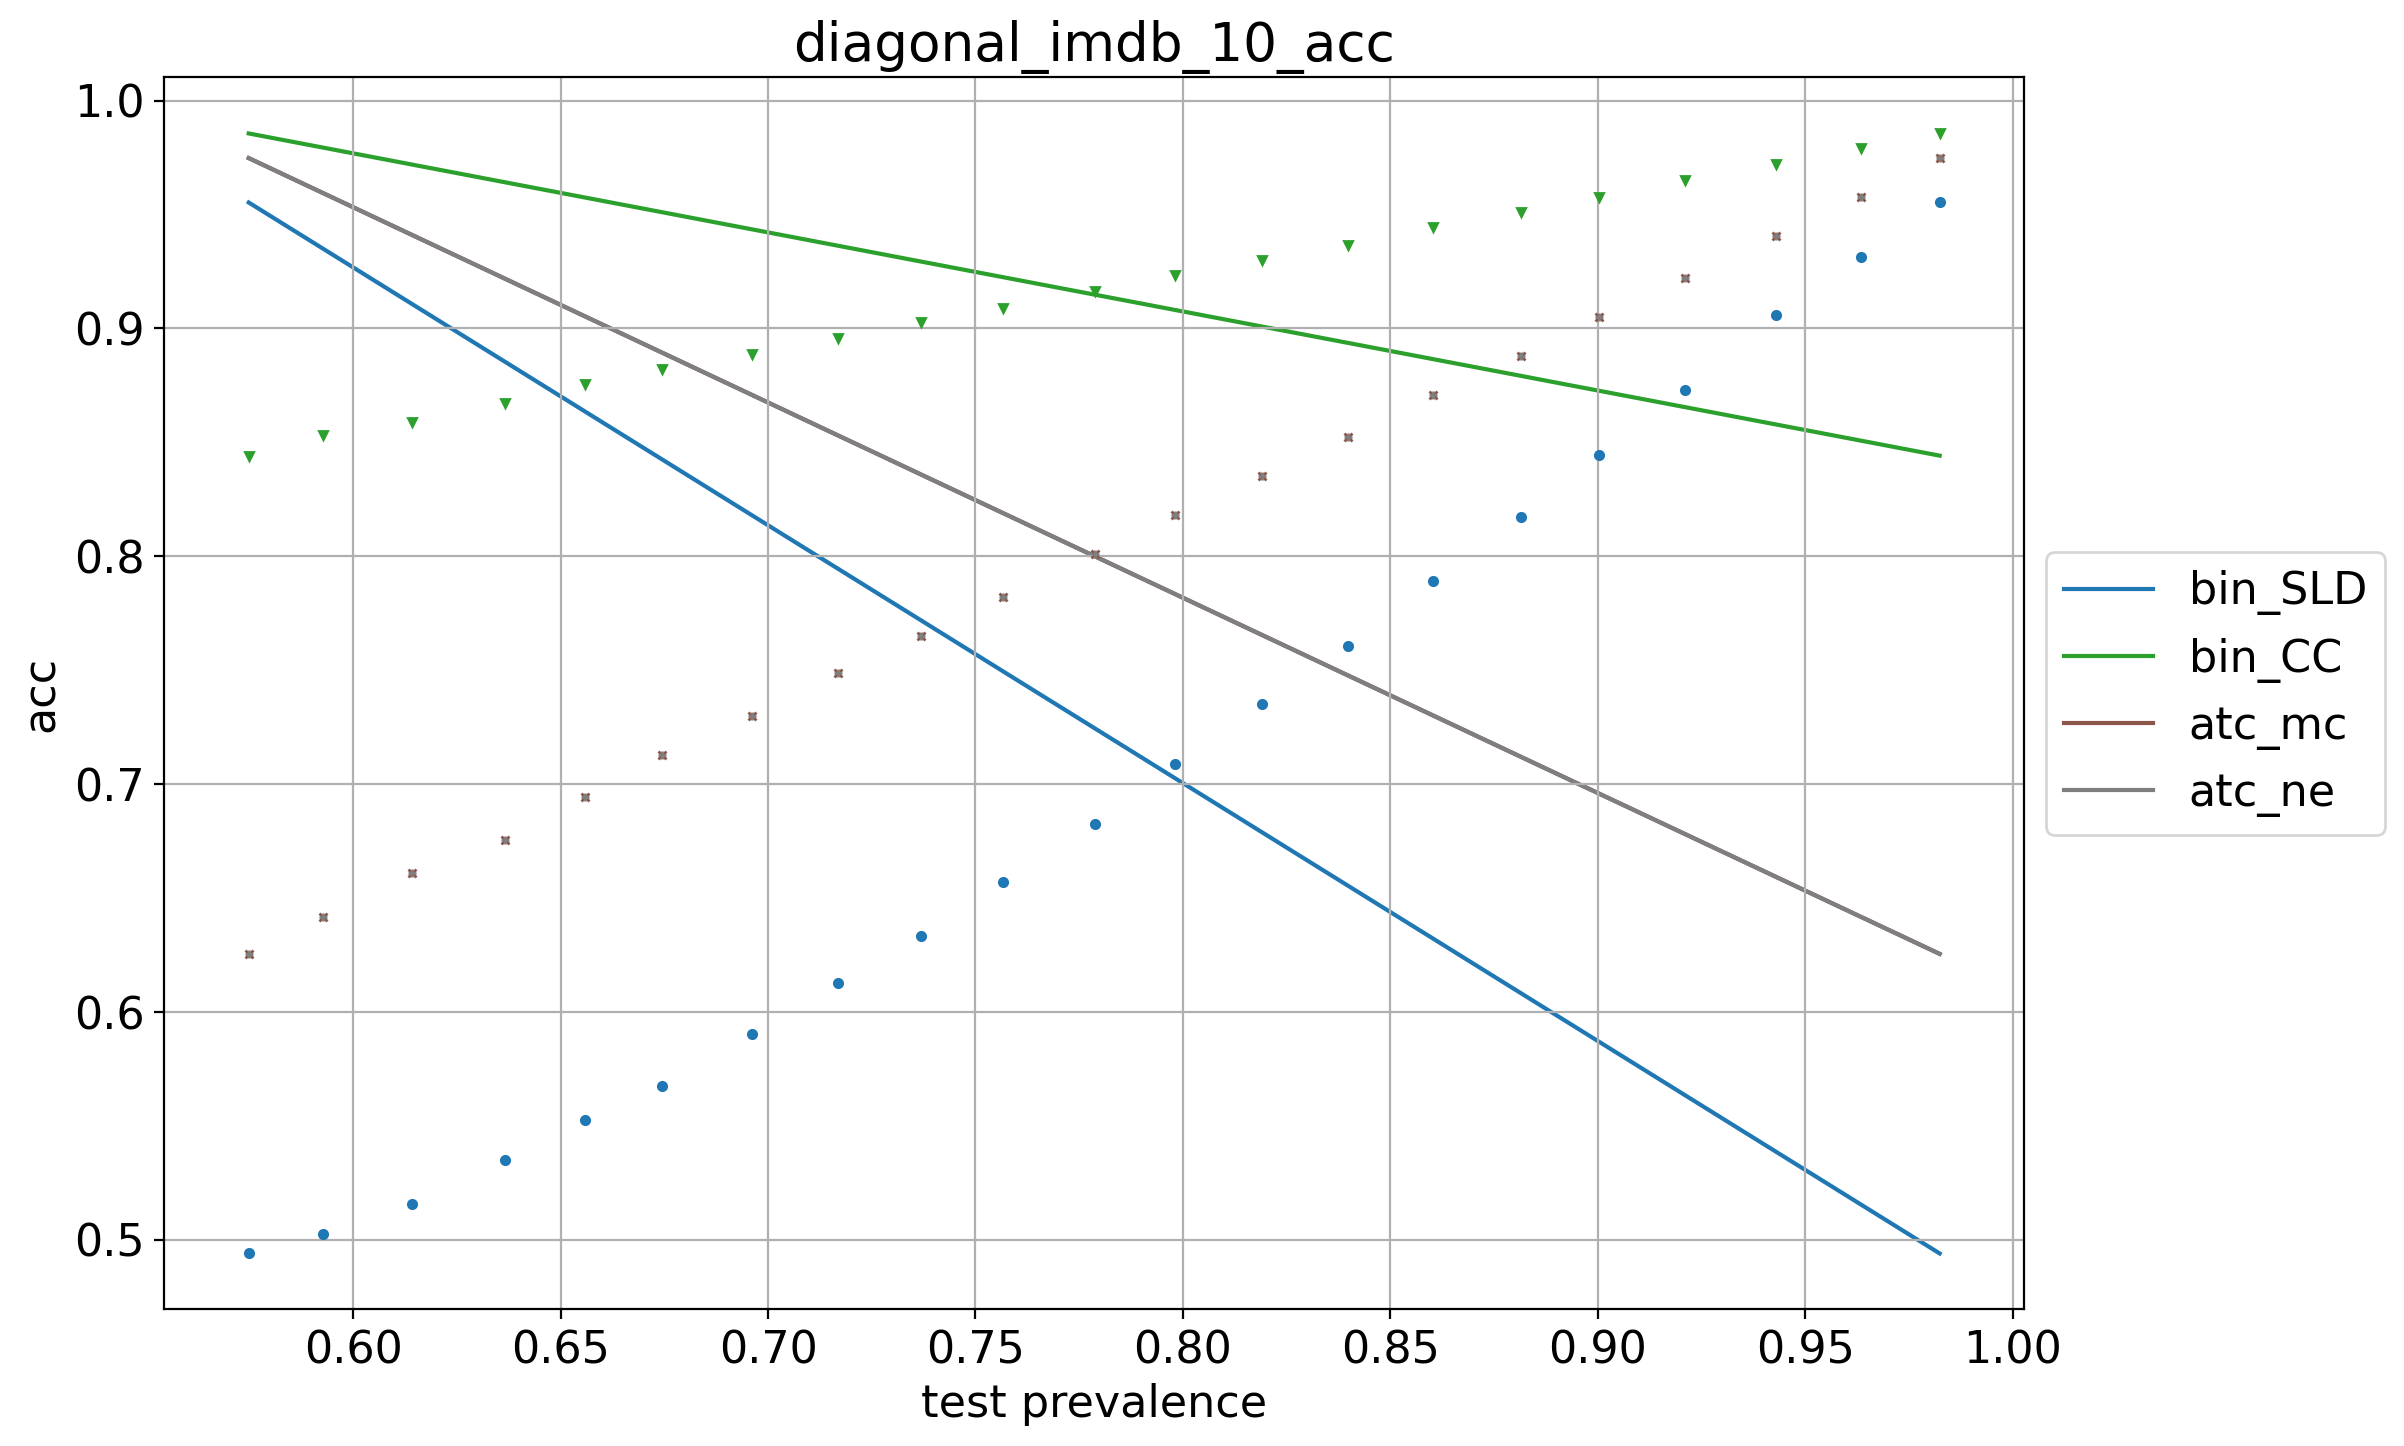 diagonal_imdb_10_acc
1.0
0.9
0.8
0.7
0.6
0.5
acc
0.60 0.65 0.70 0.75 0.80 0.85 0.90 0.95 1.00
test prevalence
bin_SLD
bin_CC
atc_mc
atc_ne